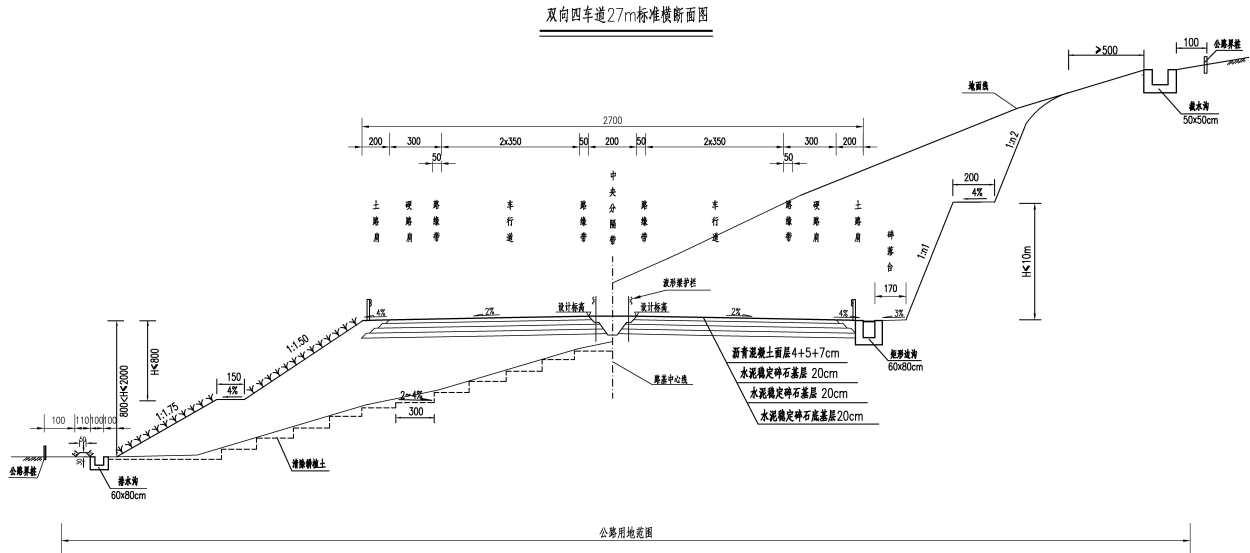 双向四车道27m标准横断面图
≥500
100
公路界桩
地面线
截水沟
50x50cm
2700
200
300
2x350
50
200
50
2x350
300
200
50
50
1:n2
200
4%
土路肩
硬路肩
路缘带
车行道
路缘带
中央分隔带
路缘带
车行道
路缘带
硬路肩
土路肩
碎落台
1:n1
H≤10m
170
波形梁护栏
设计标高
设计标高
4%
2%
2%
4%
3%
矩形边沟
60x80cm
沥青混凝土面层4+5+7cm
水泥稳定碎石基层 20cm
水泥稳定碎石基层 20cm
水泥稳定碎石底基层20cm
路基中心线
1:1.50
H≤800
800<H≤2000
150
4%
1:1.75
2~4%
300
100
110
100
100
30
公路界桩
排水沟
60x80cm
清除耕植土
公路用地范围